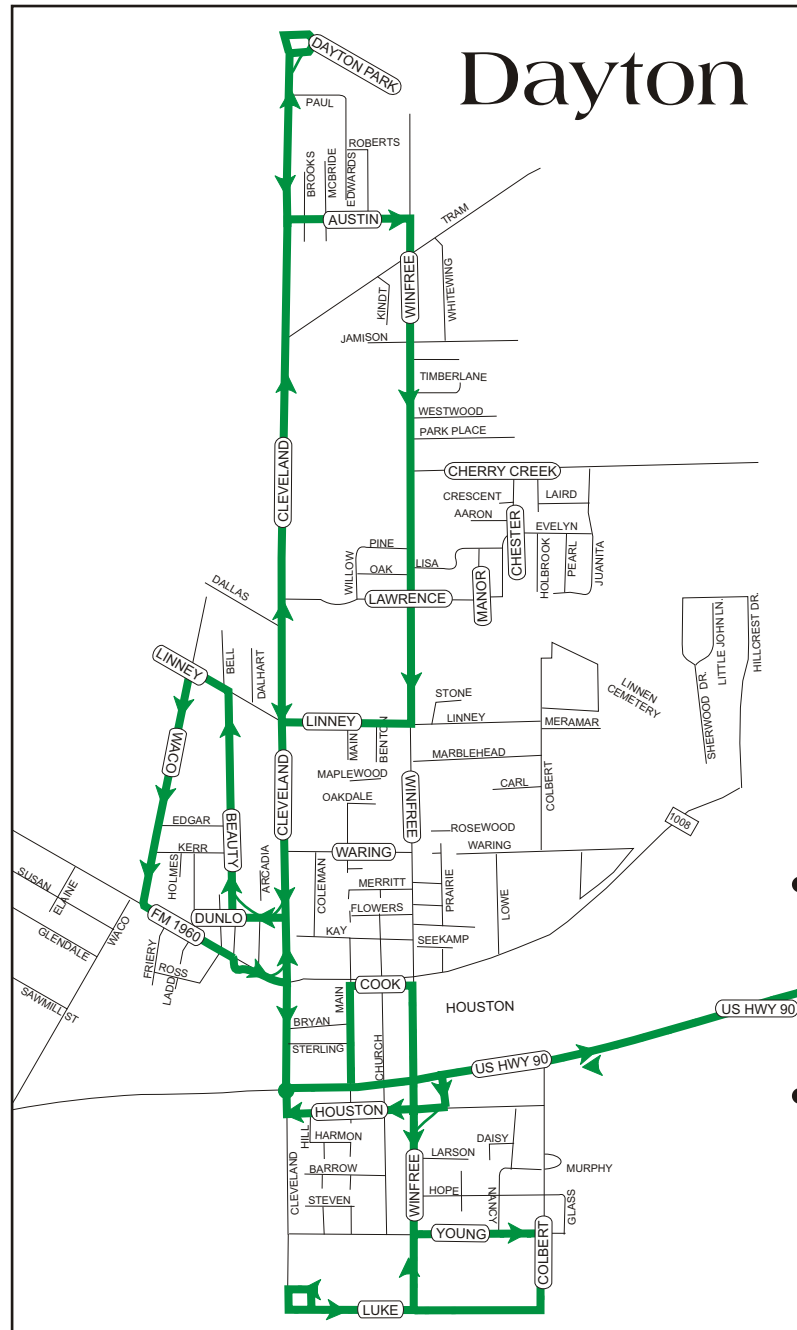 Dayton
DAYTON PARK
PAUL
ROBERTS
BROOKS
MCBRIDE
EDWARDS
AUSTIN
TRAM
WINFREE
KINDT
WHITEWING
JAMISON
TIMBERLANE
WESTWOOD
PARK PLACE
CLEVELAND
CHERRY CREEK
CRESCENT
LAIRD
AARON
CHESTER
EVELYN
PINE
LISA
WILLOW
OAK
HOLBROOK
PEARL
JUANITA
DALLAS
LAWRENCE
MANOR
LINNEY
BELL
DALHART
LITTLE JOHN LN.
HILLCREST DR.
SHERWOOD DR.
LINNEN
CEMETERY
STONE
LINNEY
LINNEY
MERAMAR
MAIN
BENTON
WACO
MARBLEHEAD
CLEVELAND
MAPLEWOOD
WINFREE
CARL
COLBERT
OAKDALE
1008
EDGAR
BEAUTY
ROSEWOOD
KERR
WARING
WARING
HOLMES
ARCADIA
COLEMAN
SUSAN
ELAINE
MERRITT
PRAIRIE
LOWE
FM 1960
DUNLO
FLOWERS
GLENDALE
WACO
KAY
SEEKAMP
FRIERY
ROSS
LADD
SAWMILL ST
MAIN
COOK
HOUSTON
US HWY 90
BRYAN
STERLING
CHURCH
US HWY 90
HOUSTON
HILL
HARMON
DAISY
LARSON
MURPHY
BARROW
WINFREE
CLEVELAND
HOPE
NANCY
GLASS
STEVEN
YOUNG
COLBERT
LUKE